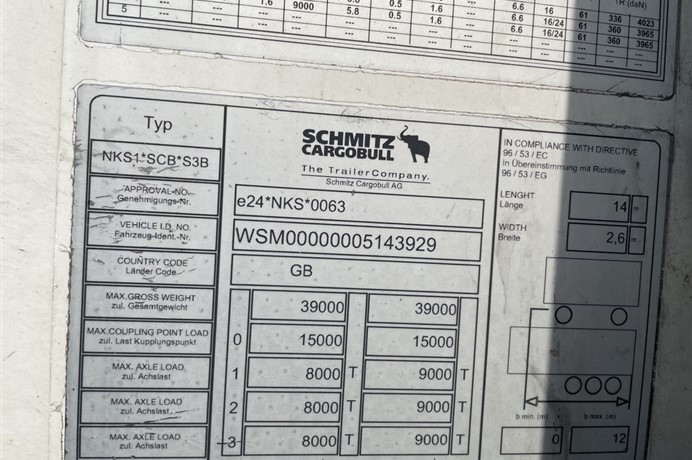 1.6 9000 5.8 0.5 1.6 --- 6.6 16 61 336 4023
5 --- --- --- 5.8 0.5 1.6 --- 6.6 16/24 61 360 3965
--- --- --- --- --- --- 6.6 16/24 61 360 3965
TR (daN)
Typ
NKS1*SCB*S3B
APPROVAL-NO.
Genehmigungs-Nr.
VEHICLE I.D. NO.
Fahrzeug-Ident.-Nr.
COUNTRY CODE
Länder Code
MAX.GROSS WEIGHT
zul. Gesamtgewicht
MAX.COUPLING POINT LOAD
zul. Last Kupplungspunkt
MAX. AXLE LOAD
zul. Achslast
MAX. AXLE LOAD
zul. Achslast
MAX. AXLE LOAD
zul. Achslast
SCHMITZ
CARGOBULL
The TrailerCompany.
Schmitz Cargobull AG
e24*NKS*0063
WSM00000005143929
GB
39000 39000
0 15000 15000
1 8000 T 9000 T
2 8000 T 9000 T
3 8000 T 9000 T
IN COMPLIANCE WITH DIRECTIVE
96 / 53 / EC
In Übereinstimmung mit Richtlinie
96 / 53 / EG
LENGHT
Länge
14 m
WIDTH
Breite
2,6 m
b min. (m) b max. (m)
0 12